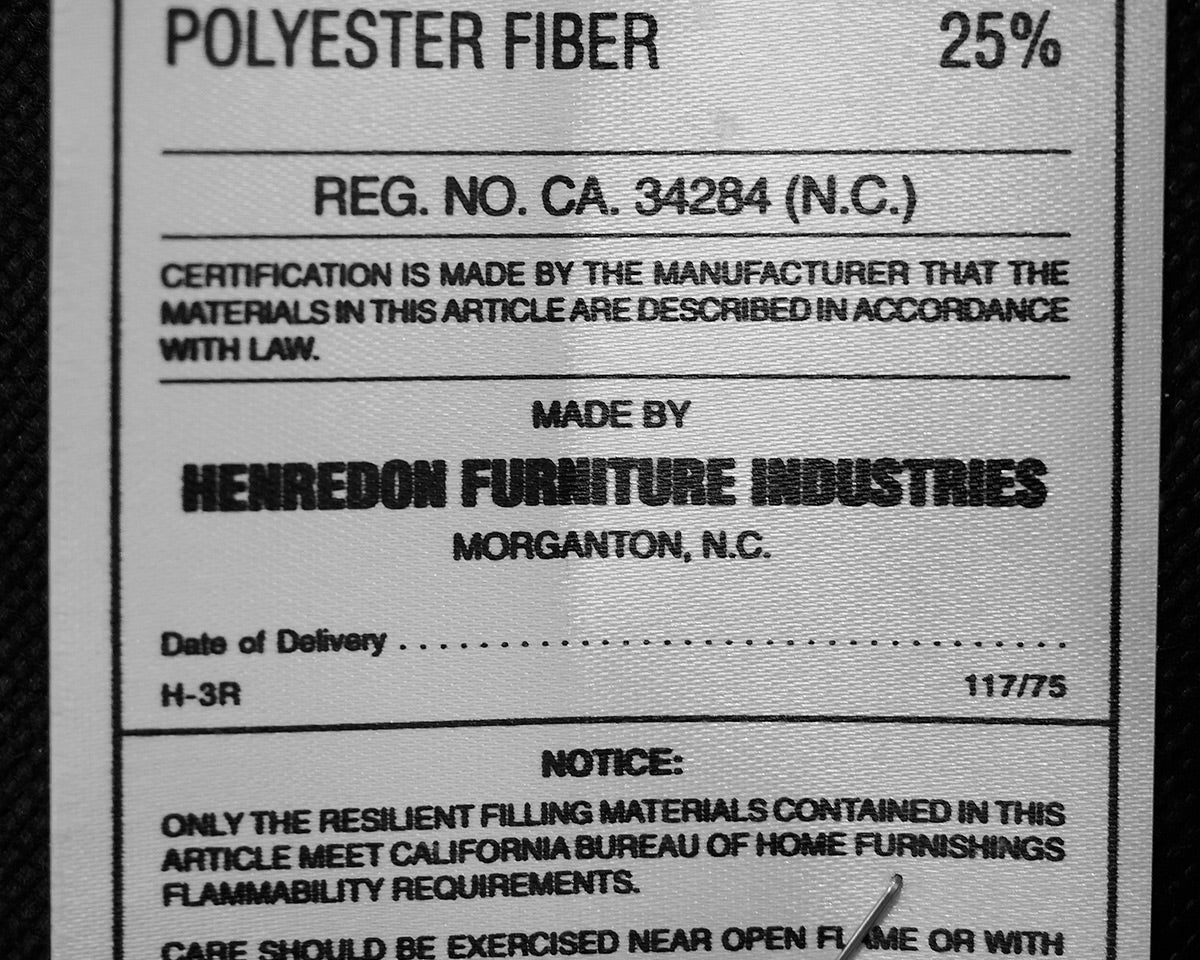 POLYESTER FIBER 25%
REG. NO. CA. 34284 (N.C.)
CERTIFICATION IS MADE BY THE MANUFACTURER THAT THE
MATERIALS IN THIS ARTICLE ARE DESCRIBED IN ACCORDANCE
WITH LAW.
MADE BY
HENREDON FURNITURE INDUSTRIES
MORGANTON, N.C.
Date of Delivery ......................................
H-3R 117/75
NOTICE:
ONLY THE RESILIENT FILLING MATERIALS CONTAINED IN THIS
ARTICLE MEET CALIFORNIA BUREAU OF HOME FURNISHINGS
FLAMMABILITY REQUIREMENTS.
CARE SHOULD BE EXERCISED NEAR OPEN FLAME OR WITH